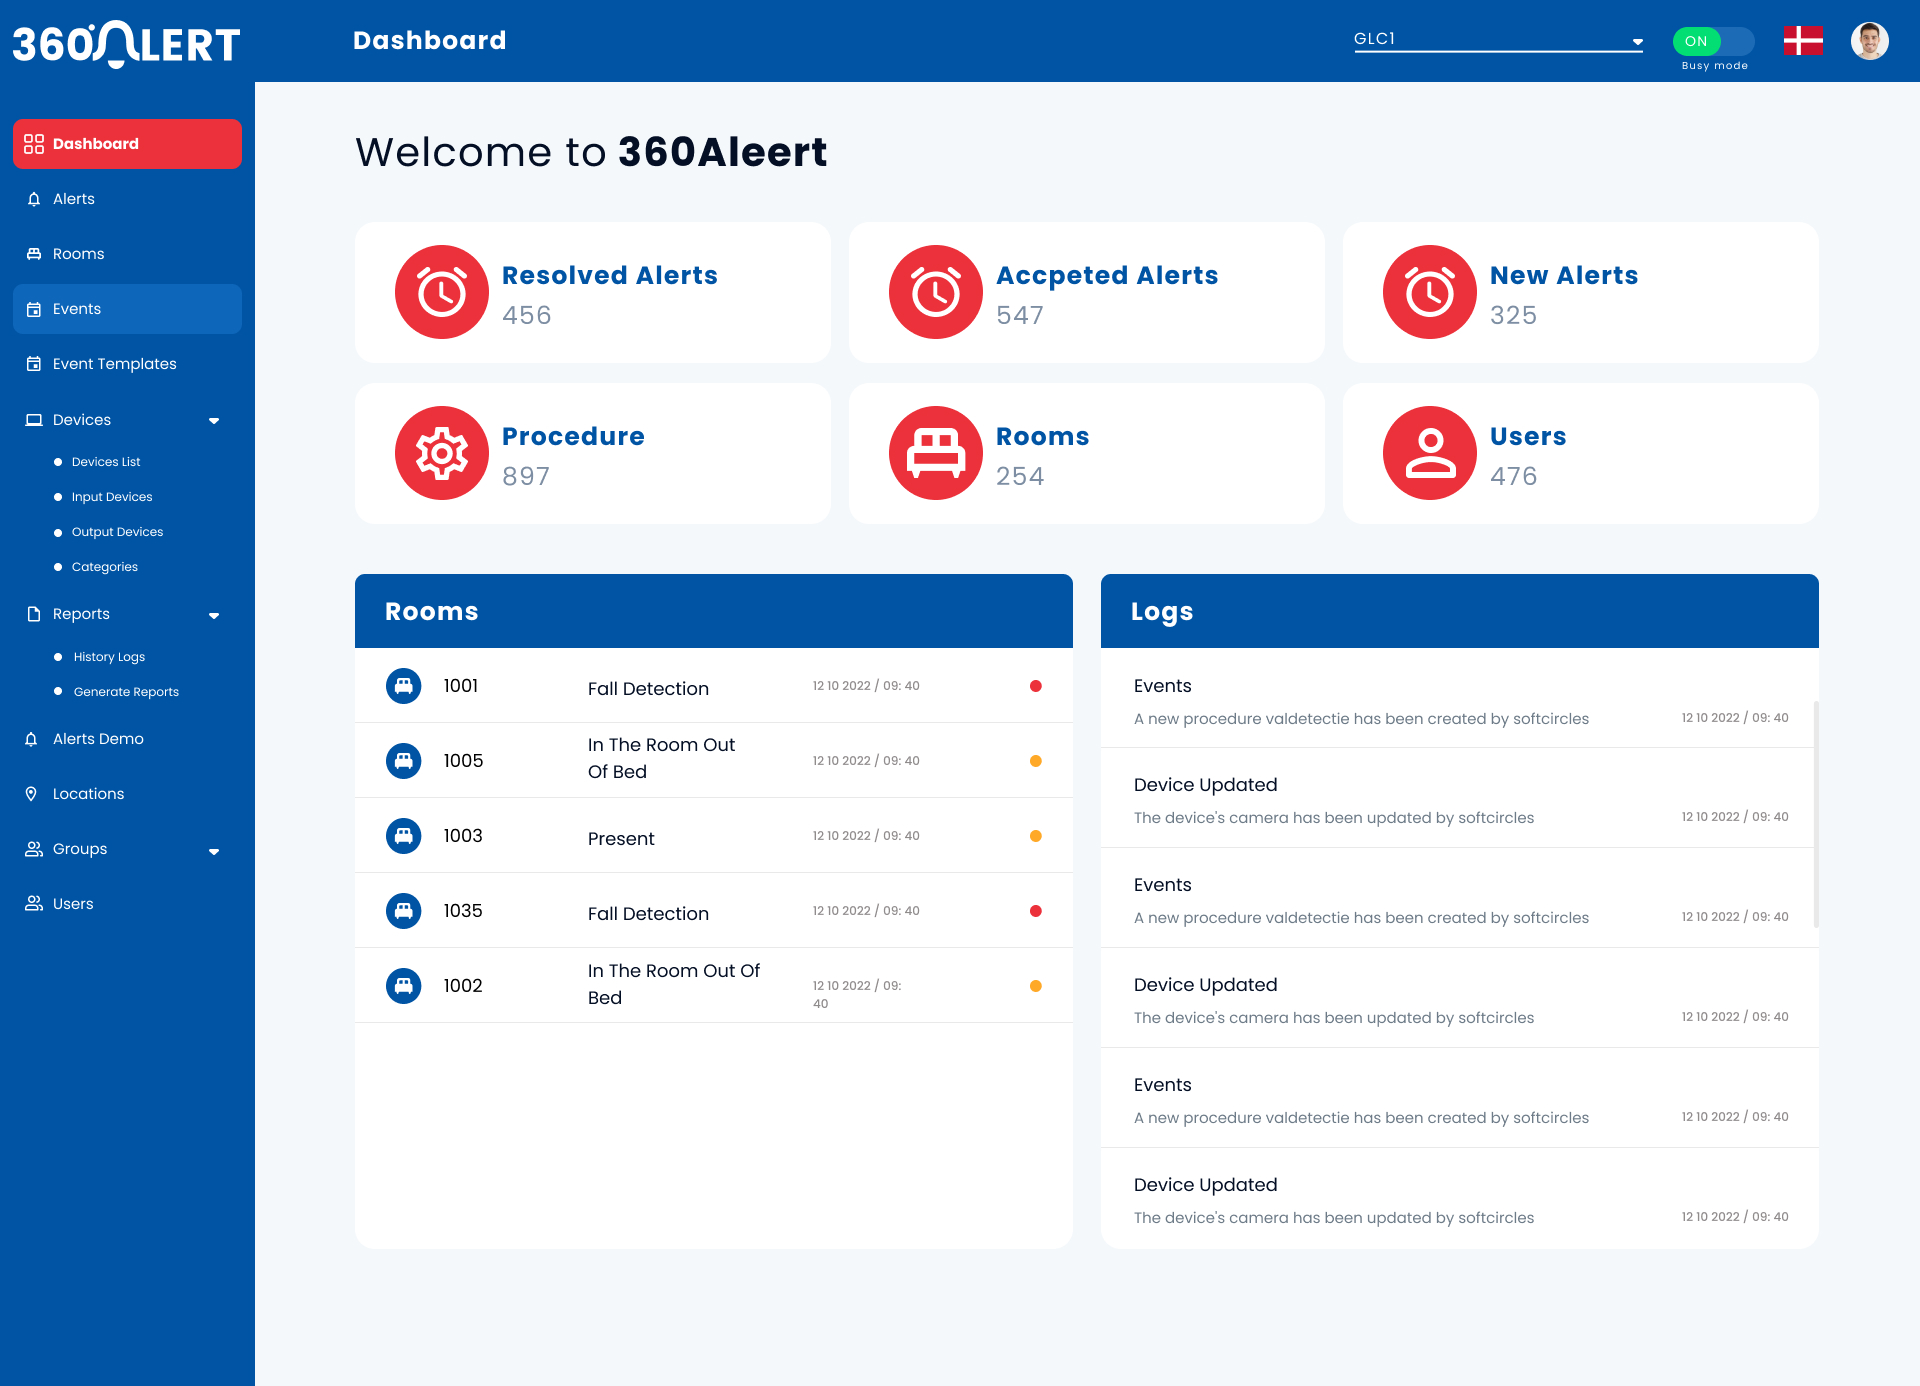 360ALERT
Dashboard
GLC1
ON
Busy mode
Dashboard
Alerts
Rooms
Events
Event Templates
Devices
Devices List
Input Devices
Output Devices
Categories
Reports
History Logs
Generate Reports
Alerts Demo
Locations
Groups
Users
Welcome to 360Aleert
Resolved Alerts
456
Accpeted Alerts
547
New Alerts
325
Procedure
897
Rooms
254
Users
476
Rooms
1001 Fall Detection 12 10 2022 / 09: 40
1005 In The Room Out 12 10 2022 / 09: 40
Of Bed
1003 Present 12 10 2022 / 09: 40
1035 Fall Detection 12 10 2022 / 09: 40
1002 In The Room Out Of 12 10 2022 / 09:
Bed 40
Logs
Events
A new procedure valdetectie has been created by softcircles 12 10 2022 / 09: 40
Device Updated
The device's camera has been updated by softcircles 12 10 2022 / 09: 40
Events
A new procedure valdetectie has been created by softcircles 12 10 2022 / 09: 40
Device Updated
The device's camera has been updated by softcircles 12 10 2022 / 09: 40
Events
A new procedure valdetectie has been created by softcircles 12 10 2022 / 09: 40
Device Updated
The device's camera has been updated by softcircles 12 10 2022 / 09: 40